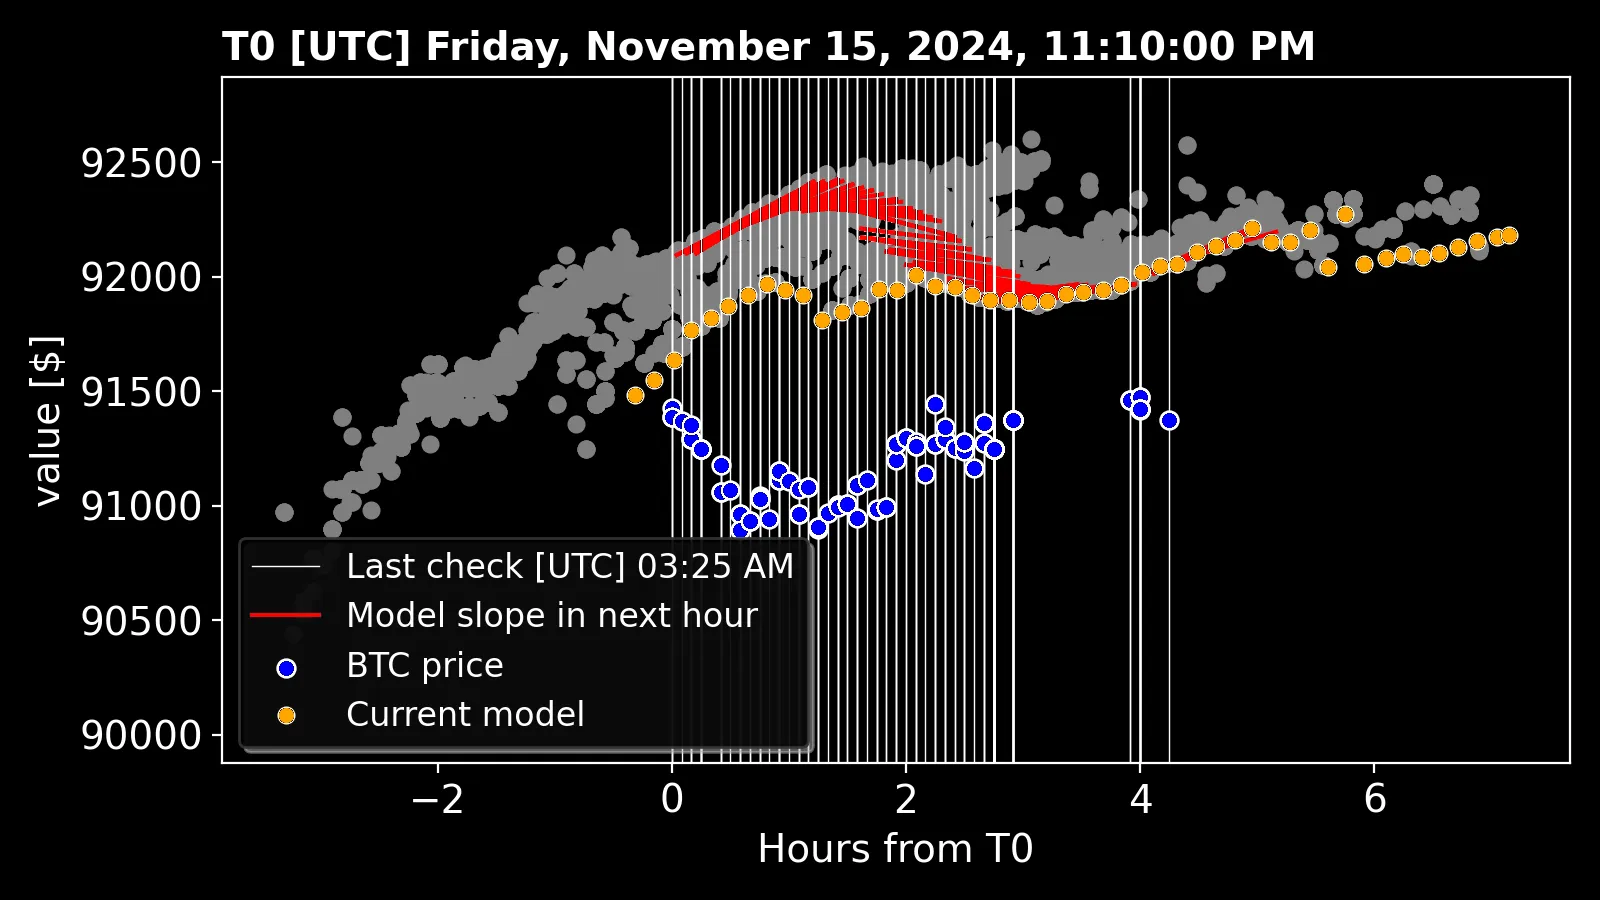 T0 [UTC] Friday, November 15, 2024, 11:10:00 PM
value [$]
92500
92000
91500
91000
90500
90000
Last check [UTC] 03:25 AM
Model slope in next hour
BTC price
Current model
−2 0 2 4 6
Hours from T0